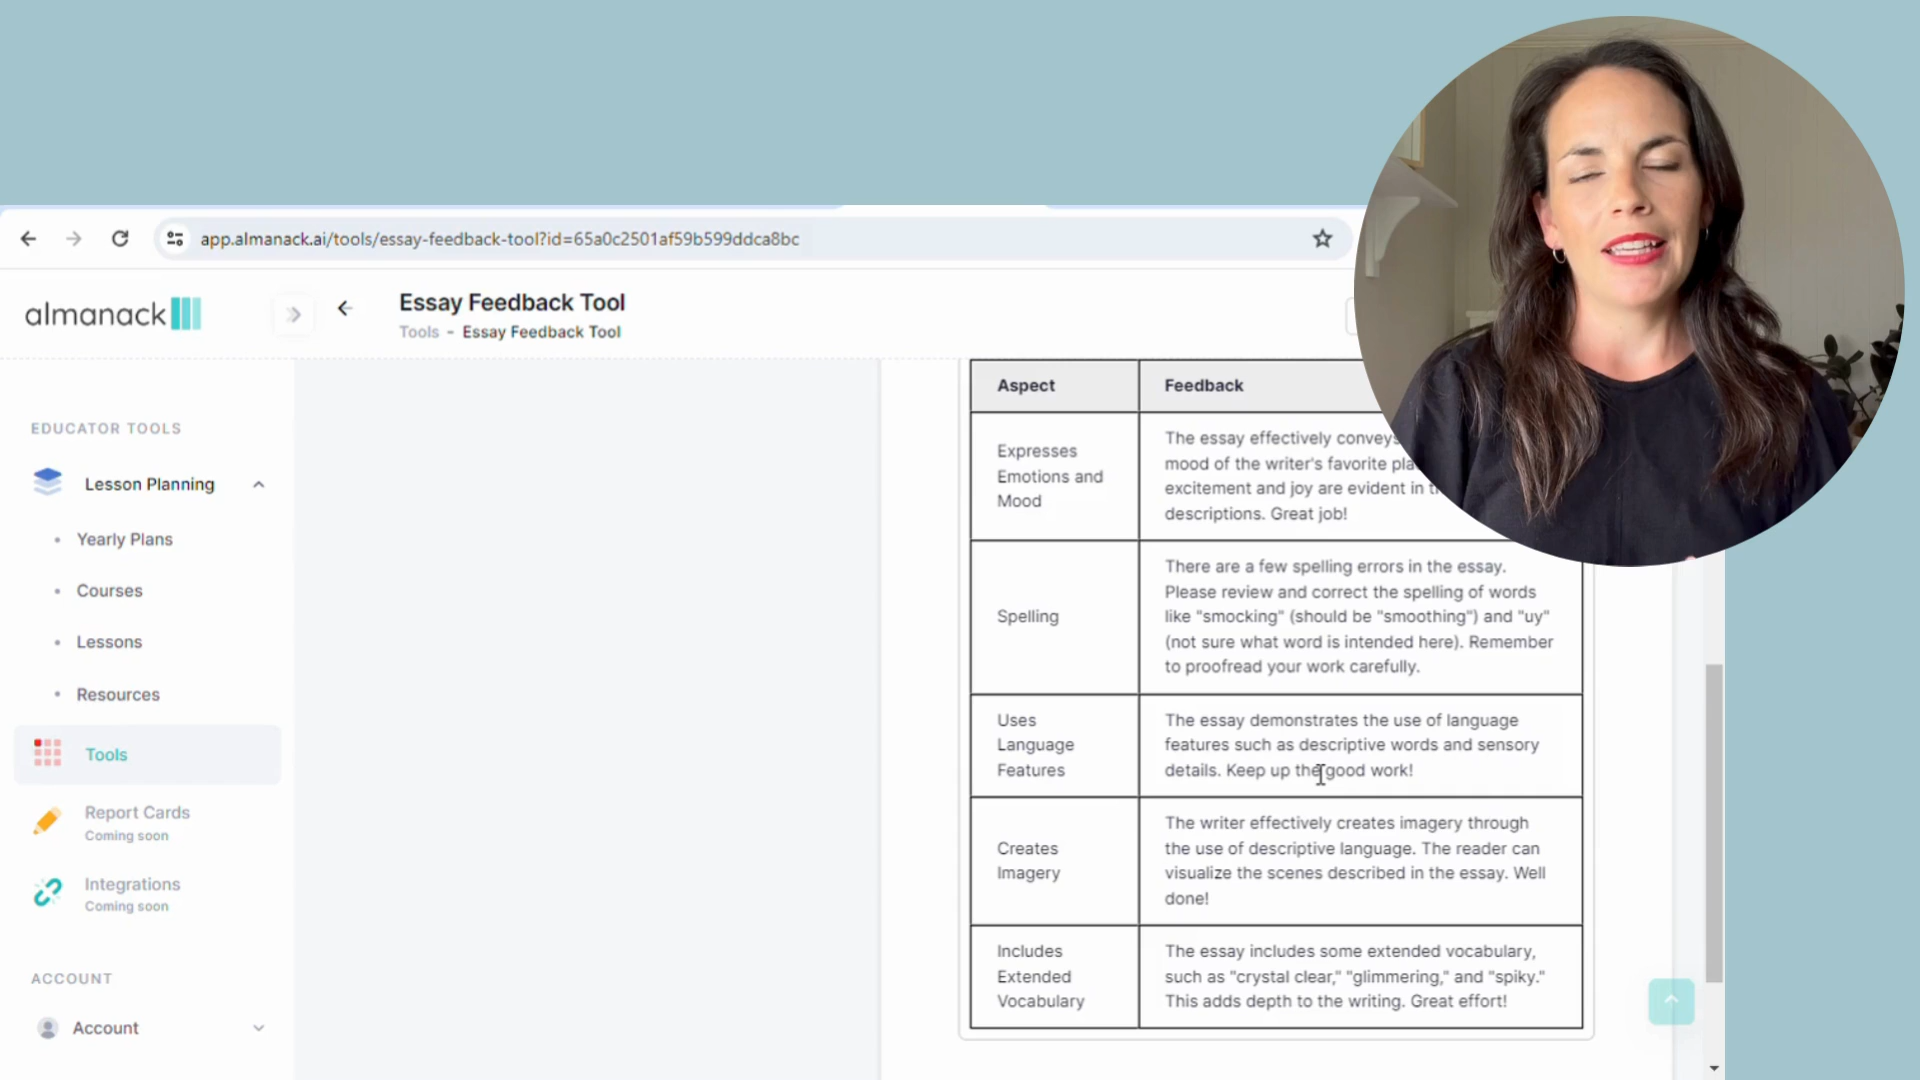 app.almanack.ai/tools/essay-feedback-tool?id=65a0c2501af59b599ddca8bc
almanack
Essay Feedback Tool
Tools - Essay Feedback Tool
EDUCATOR TOOLS
Lesson Planning
Yearly Plans
Courses
Lessons
Resources
Tools
Report Cards
Coming soon
Integrations
Coming soon
ACCOUNT
Account
Aspect
Feedback
Expresses
Emotions and
Mood
The essay effectively conveys
mood of the writer's favorite
excitement and joy are evident in
descriptions. Great job!
Spelling
There are a few spelling errors in the essay.
Please review and correct the spelling of words
like "smocking" (should be "smoothing") and "uy"
(not sure what word is intended here). Remember
to proofread your work carefully.
Uses
Language
Features
The essay demonstrates the use of language
features such as descriptive words and sensory
details. Keep up the good work!
Creates
Imagery
The writer effectively creates imagery through
the use of descriptive language. The reader can
visualize the scenes described in the essay. Well
done!
Includes
Extended
Vocabulary
The essay includes some extended vocabulary,
such as "crystal clear," "glimmering," and "spiky."
This adds depth to the writing. Great effort!